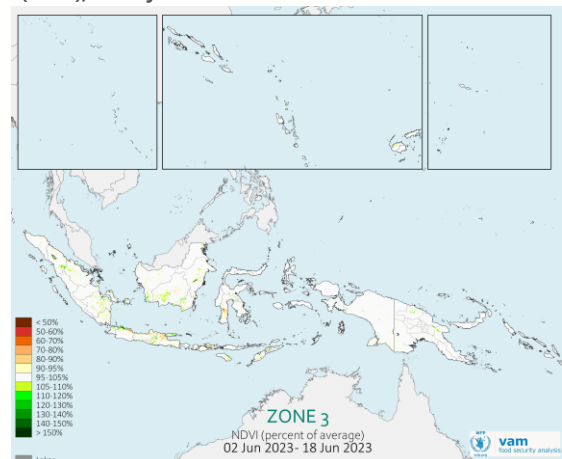 ZONE 3
NDVI (percent of average)
02 Jun 2023- 18 Jun 2023
< 50%
50-60%
60-70%
70-80%
80-90%
90-95%
95-105%
105-110%
110-120%
120-130%
130-140%
140-150%
> 150%
WFP
vam
food security analysis